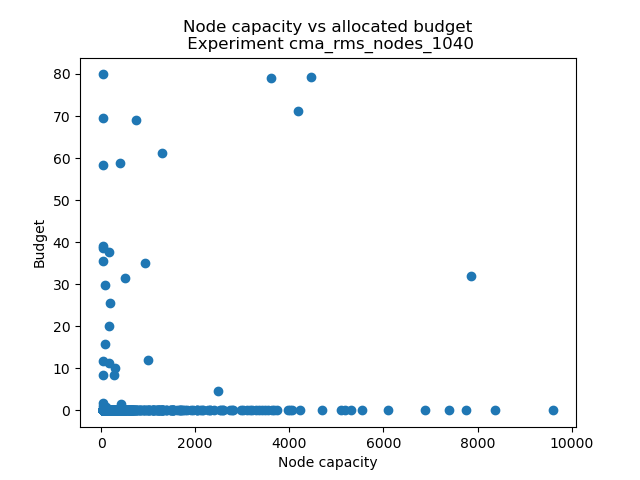 Node capacity vs allocated budget
Experiment cma_rms_nodes_1040
80
70
60
50
40
30
20
10
0
Budget
0 2000 4000 6000 8000 10000
Node capacity